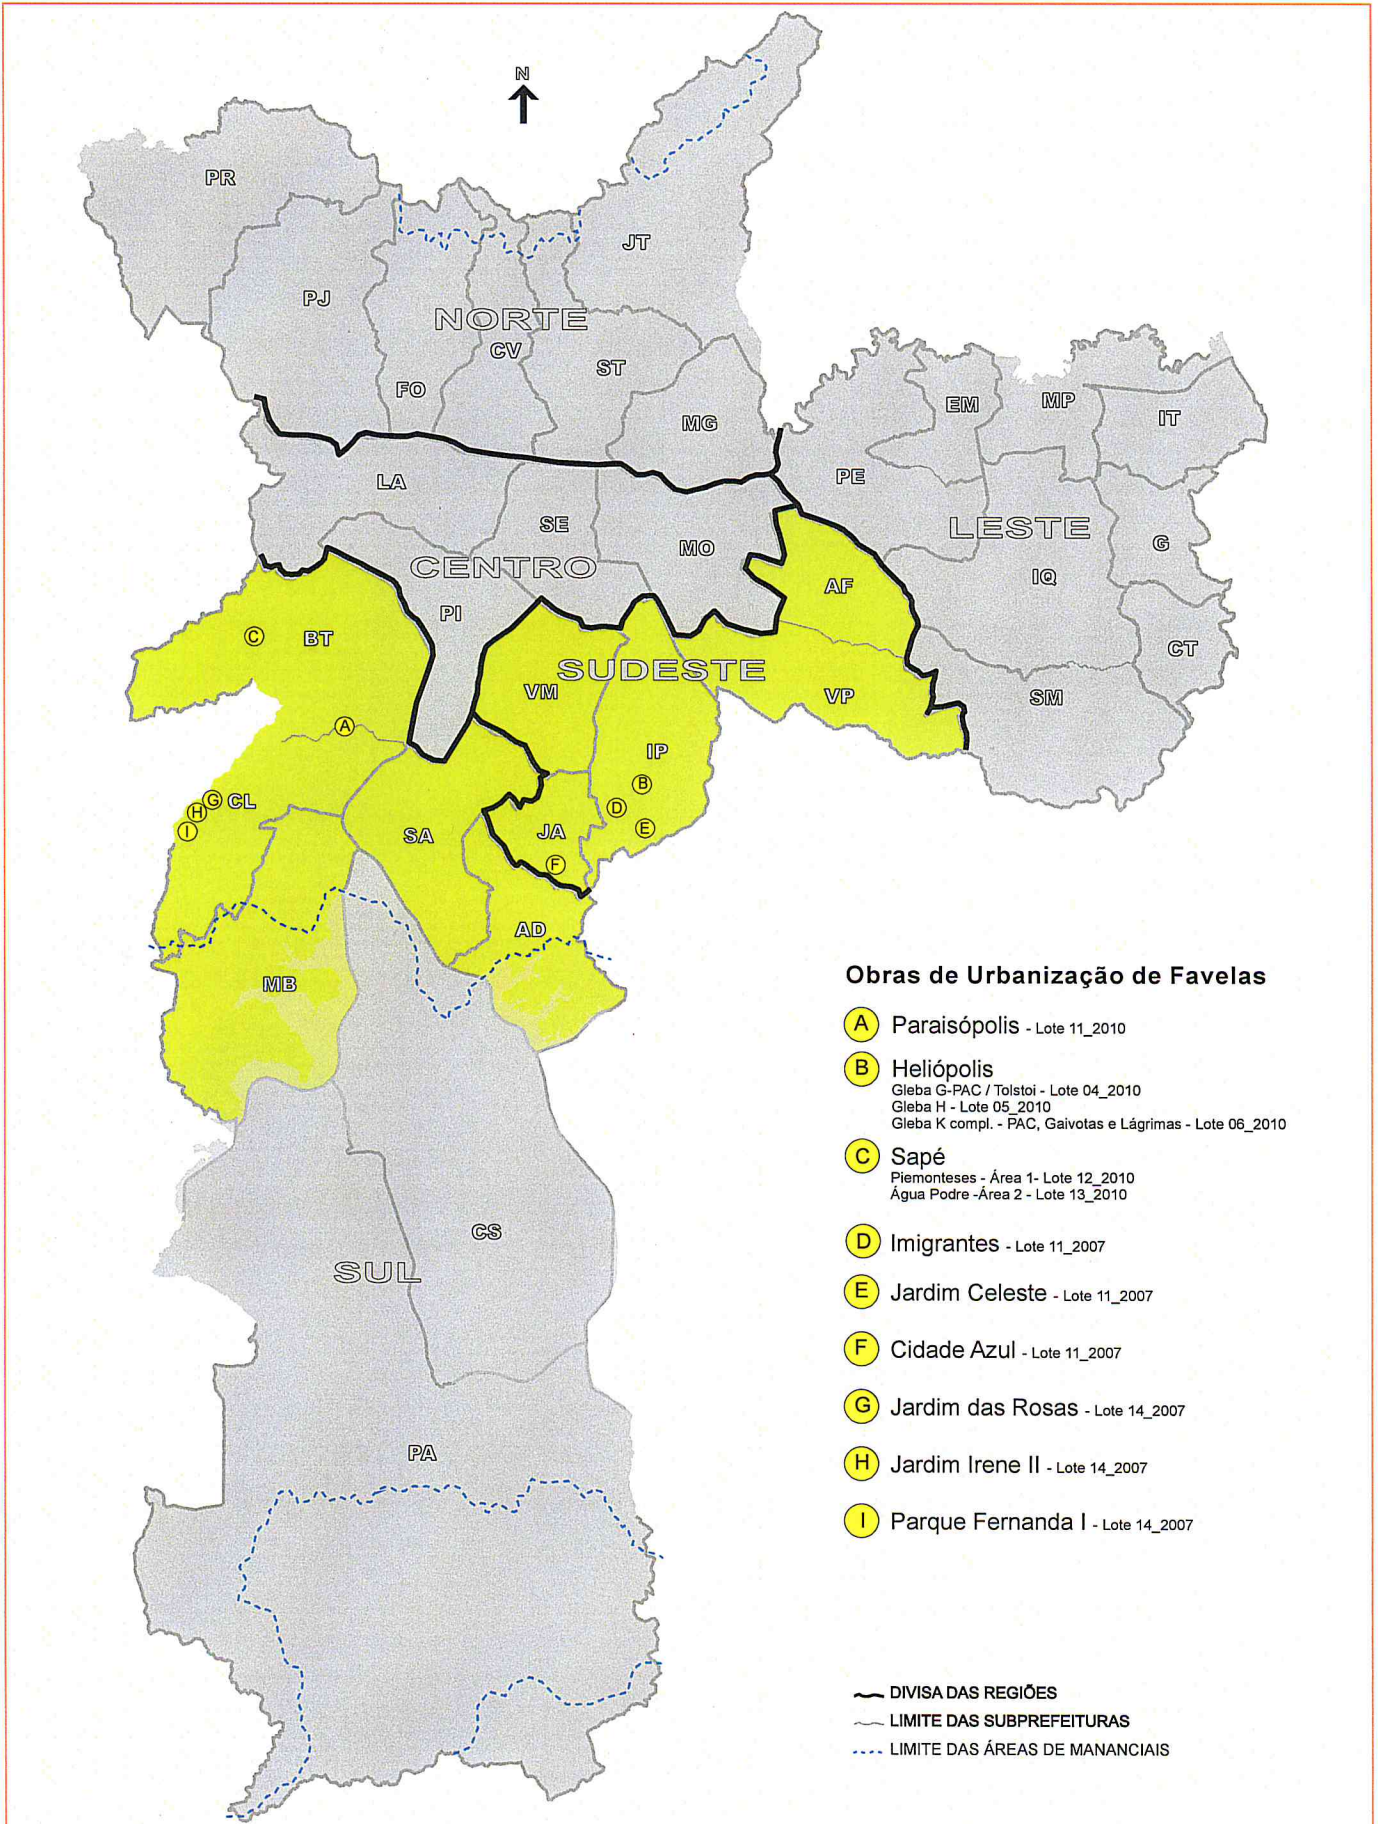 N
PR
JT
PJ
NORTE
CV
ST
FO
MG
EM
MP
IT
LA
PE
SE
LESTE
MO
G
CENTRO
IQ
AF
PI
C
BT
CT
SUDESTE
VM
VP
SM
A
IP
B
G
CL
H
D
I
SA
JA
E
F
AD
MB
CS
SUL
PA
Obras de Urbanização de Favelas
A Paraisópolis - Lote 11_2010
B Heliópolis
Gleba G-PAC / Tolstoi - Lote 04_2010
Gleba H - Lote 05_2010
Gleba K compl. - PAC, Gaivotas e Lágrimas - Lote 06_2010
C Sapé
Piemonteses - Área 1- Lote 12_2010
Água Podre -Área 2 - Lote 13_2010
D Imigrantes - Lote 11_2007
E Jardim Celeste - Lote 11_2007
F Cidade Azul - Lote 11_2007
G Jardim das Rosas - Lote 14_2007
H Jardim Irene II - Lote 14_2007
I Parque Fernanda I - Lote 14_2007
DIVISA DAS REGIÕES
LIMITE DAS SUBPREFEITURAS
LIMITE DAS ÁREAS DE MANANCIAIS